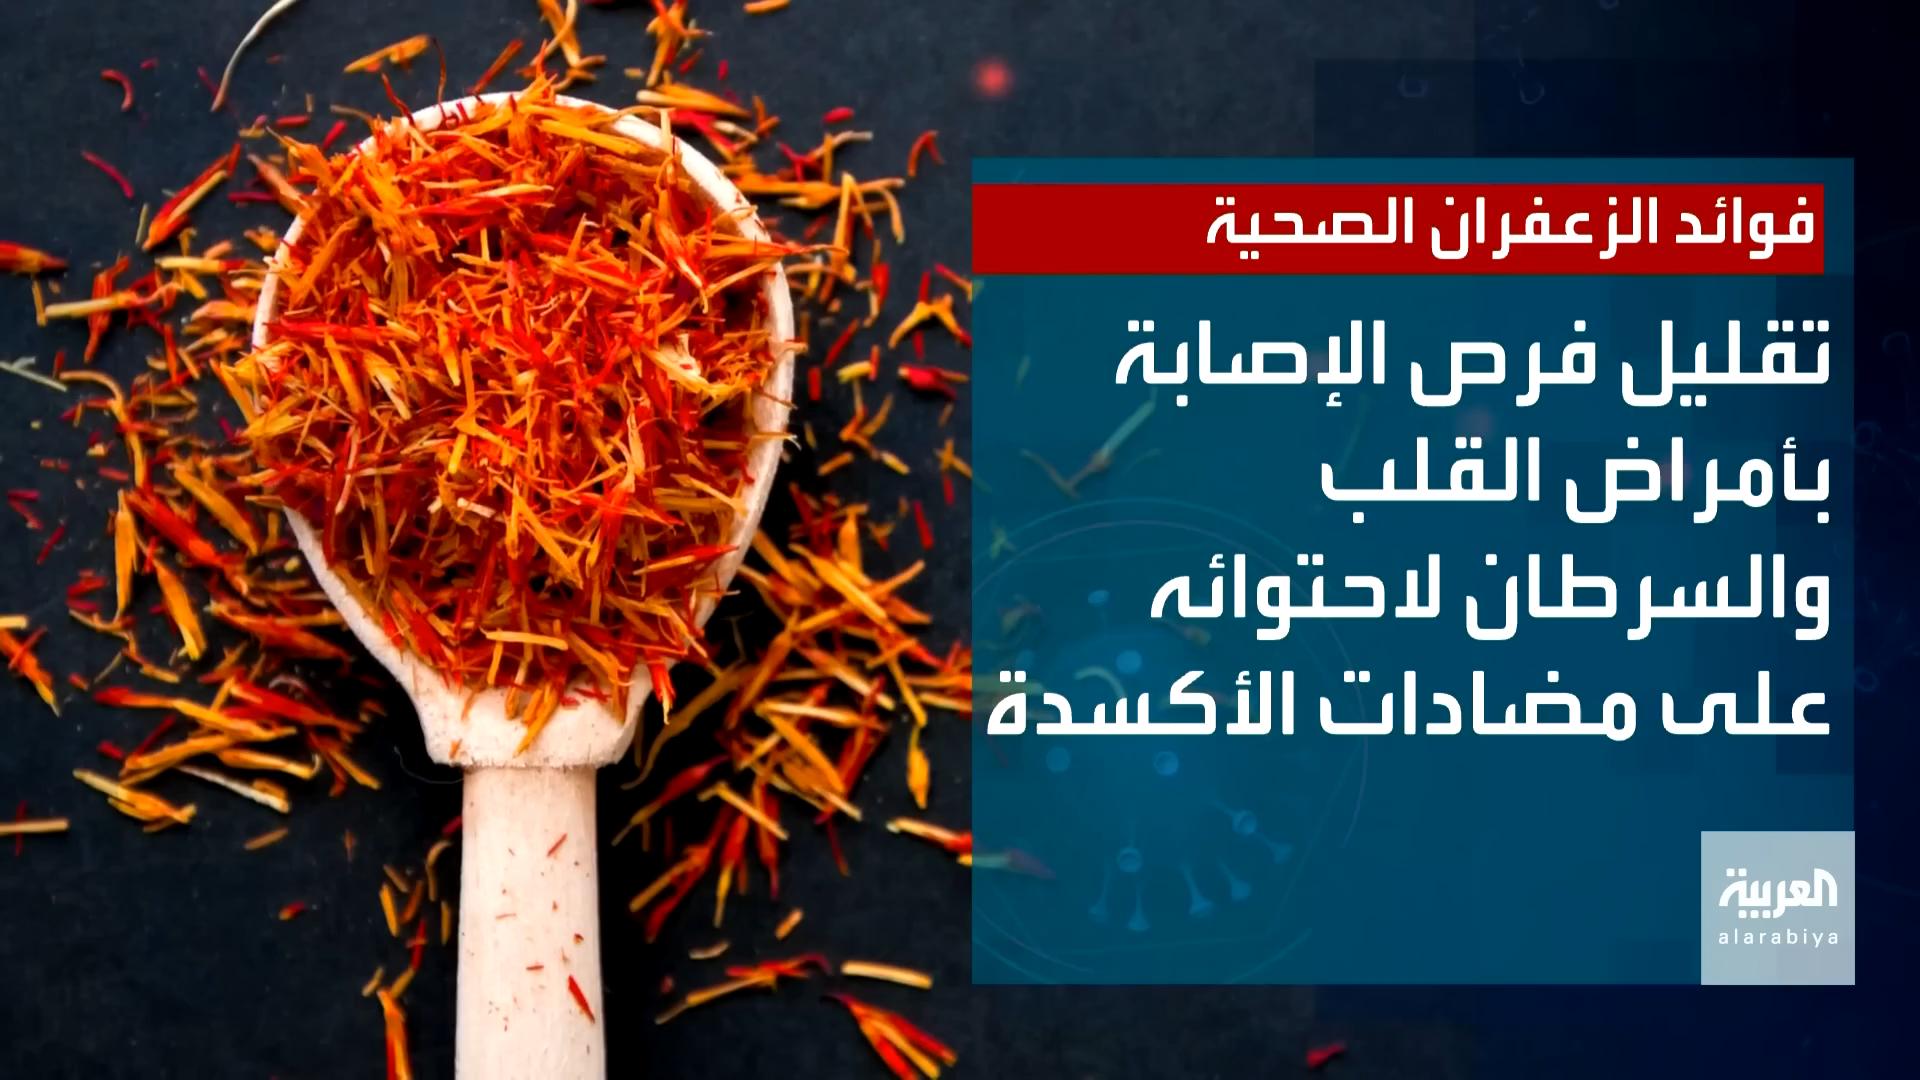 فوائد الزعفران الصحية
تقليل فرص الإصابة
بأمراض القلب
والسرطان لاحتوائه
على مضادات الأكسدة
العربية
alarabiya